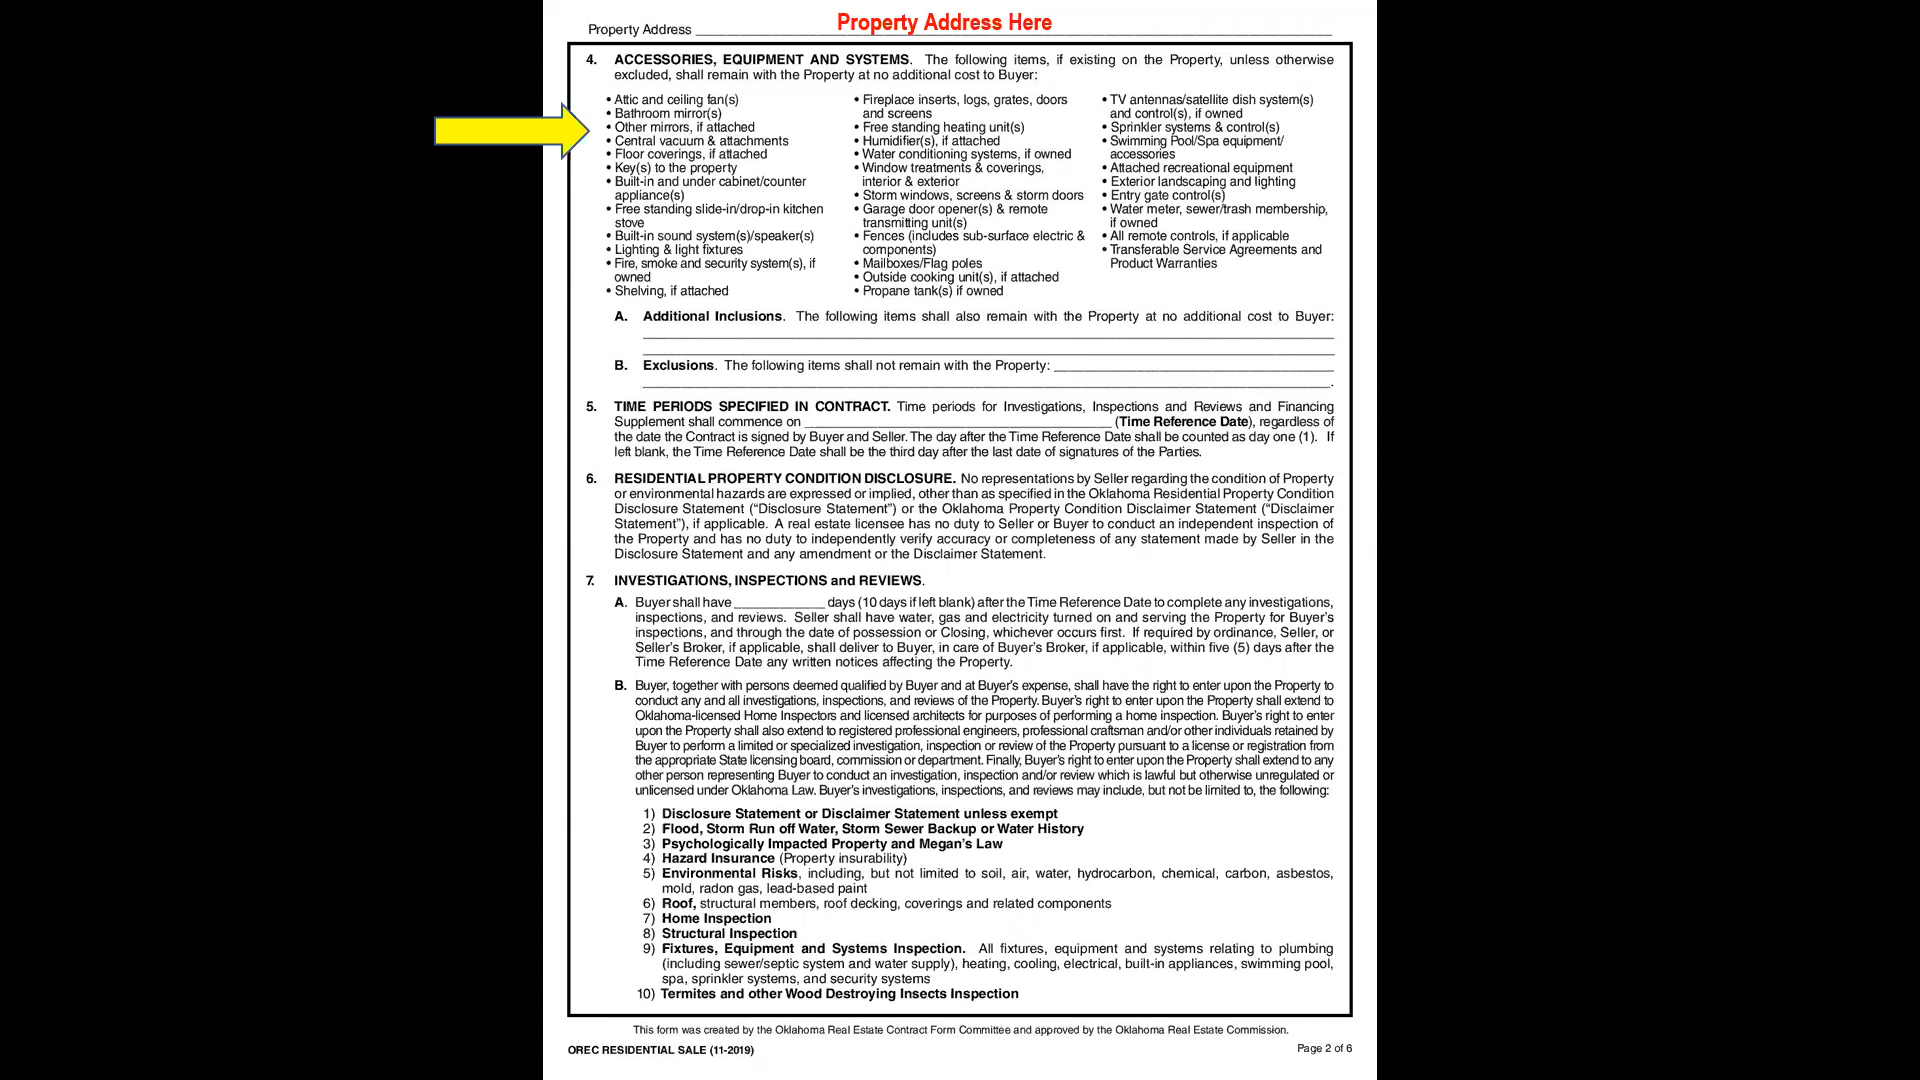 Property Address Property Address Here
4. ACCESSORIES, EQUIPMENT AND SYSTEMS. The following items, if existing on the Property, unless otherwise
excluded, shall remain with the Property at no additional cost to Buyer:
• Attic and ceiling fan(s)
• Bathroom mirror(s)
• Other mirrors, if attached
• Central vacuum & attachments
• Floor coverings, if attached
• Key(s) to the property
• Built-in and under cabinet/counter
appliance(s)
• Free standing slide-in/drop-in kitchen
stove
• Built-in sound system(s)/speaker(s)
• Lighting & light fixtures
• Fire, smoke and security system(s), if
owned
• Shelving, if attached
• Fireplace inserts, logs, grates, doors
and screens
• Free standing heating unit(s)
• Humidifier(s), if attached
• Water conditioning systems, if owned
• Window treatments & coverings,
interior & exterior
• Storm windows, screens & storm doors
• Garage door opener(s) & remote
transmitting unit(s)
• Fences (includes sub-surface electric &
components)
• Mailboxes/Flag poles
• Outside cooking unit(s), if attached
• Propane tank(s) if owned
• TV antennas/satellite dish system(s)
and control(s), if owned
• Sprinkler systems & control(s)
• Swimming Pool/Spa equipment/
accessories
• Attached recreational equipment
• Exterior landscaping and lighting
• Entry gate control(s)
• Water meter, sewer/trash membership,
if owned
• All remote controls, if applicable
• Transferable Service Agreements and
Product Warranties
A. Additional Inclusions. The following items shall also remain with the Property at no additional cost to Buyer:
B. Exclusions. The following items shall not remain with the Property:
5. TIME PERIODS SPECIFIED IN CONTRACT. Time periods for Investigations, Inspections and Reviews and Financing
Supplement shall commence on ____ (Time Reference Date), regardless of
the date the Contract is signed by Buyer and Seller. The day after the Time Reference Date shall be counted as day one (1). If
left blank, the Time Reference Date shall be the third day after the last date of signatures of the Parties.
6. RESIDENTIAL PROPERTY CONDITION DISCLOSURE. No representations by Seller regarding the condition of Property
or environmental hazards are expressed or implied, other than as specified in the Oklahoma Residential Property Condition
Disclosure Statement (“Disclosure Statement”) or the Oklahoma Property Condition Disclaimer Statement (“Disclaimer
Statement”), if applicable. A real estate licensee has no duty to Seller or Buyer to conduct an independent inspection of
the Property and has no duty to independently verify accuracy or completeness of any statement made by Seller in the
Disclosure Statement and any amendment or the Disclaimer Statement.
7. INVESTIGATIONS, INSPECTIONS and REVIEWS.
A. Buyer shall have ____ days (10 days if left blank) after the Time Reference Date to complete any investigations,
inspections, and reviews. Seller shall have water, gas and electricity turned on and serving the Property for Buyer’s
inspections, and through the date of possession or Closing, whichever occurs first. If required by ordinance, Seller, or
Seller’s Broker, if applicable, shall deliver to Buyer, in care of Buyer’s Broker, if applicable, within five (5) days after the
Time Reference Date any written notices affecting the Property.
B. Buyer, together with persons deemed qualified by Buyer and at Buyer’s expense, shall have the right to enter upon the Property to
conduct any and all investigations, inspections, and reviews of the Property. Buyer’s right to enter upon the Property shall extend to
Oklahoma-licensed Home Inspectors and licensed architects for purposes of performing a home inspection. Buyer’s right to enter
upon the Property shall also extend to registered professional engineers, professional craftsman and/or other individuals retained by
Buyer to perform a limited or specialized investigation, inspection or review of the Property pursuant to a license or registration from
the appropriate State licensing board, commission or department. Finally, Buyer’s right to enter upon the Property shall extend to any
other person representing Buyer to conduct an investigation, inspection and/or review which is lawful but otherwise unregulated or
unlicensed under Oklahoma Law. Buyer’s investigations, inspections, and reviews may include, but not be limited to, the following:
1) Disclosure Statement or Disclaimer Statement unless exempt
2) Flood, Storm Run off Water, Storm Sewer Backup or Water History
3) Psychologically Impacted Property and Megan’s Law
4) Hazard Insurance (Property insurability)
5) Environmental Risks, including, but not limited to soil, air, water, hydrocarbon, chemical, carbon, asbestos,
mold, radon gas, lead-based paint
6) Roof, structural members, roof decking, coverings and related components
7) Home Inspection
8) Structural Inspection
9) Fixtures, Equipment and Systems Inspection. All fixtures, equipment and systems relating to plumbing
(including sewer/septic system and water supply), heating, cooling, electrical, built-in appliances, swimming pool,
spa, sprinkler systems, and security systems
10) Termites and other Wood Destroying Insects Inspection
This form was created by the Oklahoma Real Estate Contract Form Committee and approved by the Oklahoma Real Estate Commission.
OREC RESIDENTIAL SALE (11-2019) Page 2 of 6